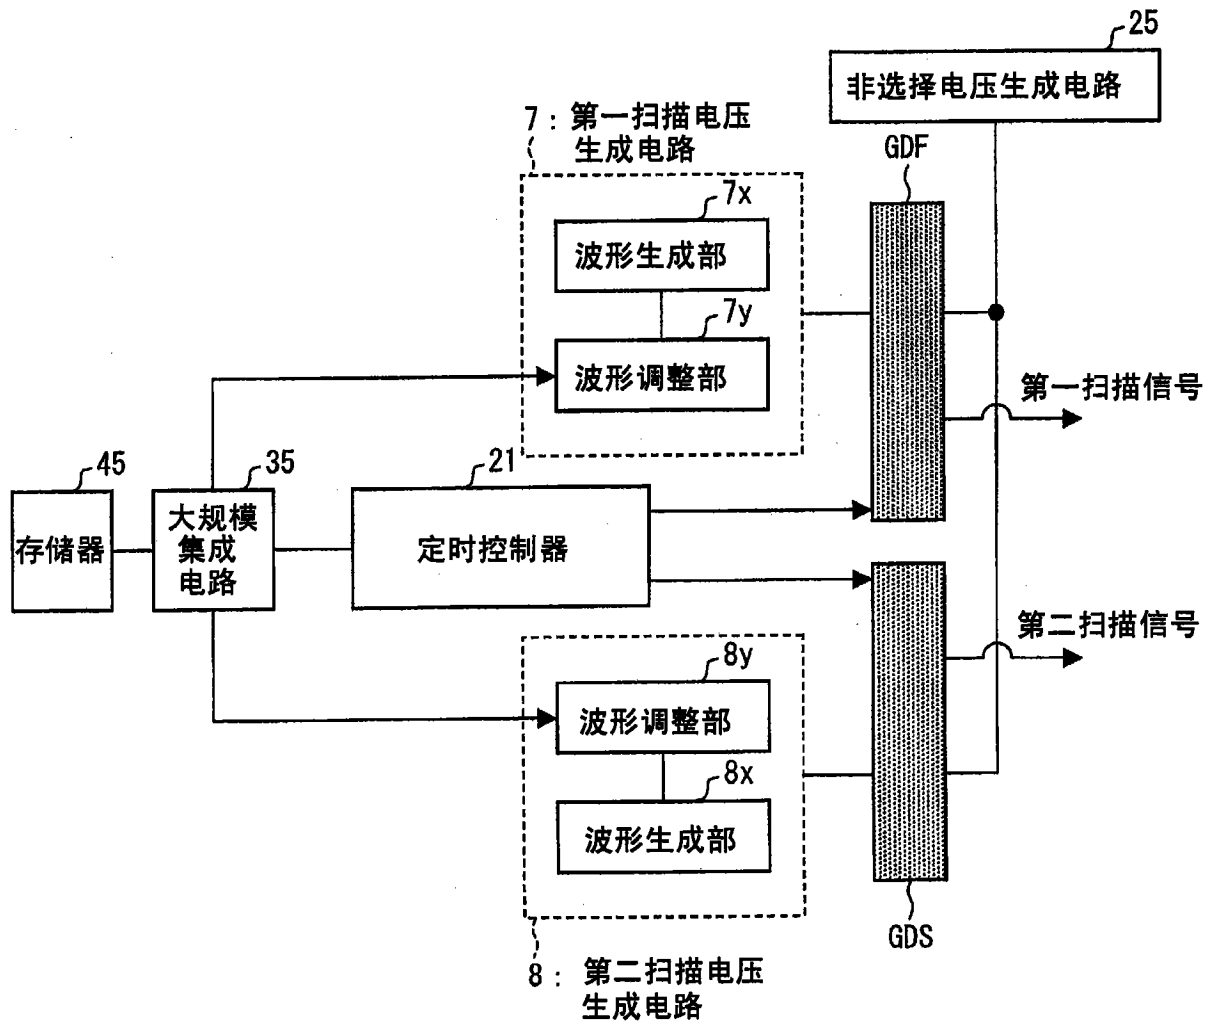 25
非选择电压生成电路
7：第一扫描电压
生成电路
GDF
7x
波形生成部
7y
波形调整部
第一扫描信号
45
存储器
35
大规模
集成
电路
21
定时控制器
第二扫描信号
8y
波形调整部
8x
波形生成部
GDS
8：第二扫描电压
生成电路